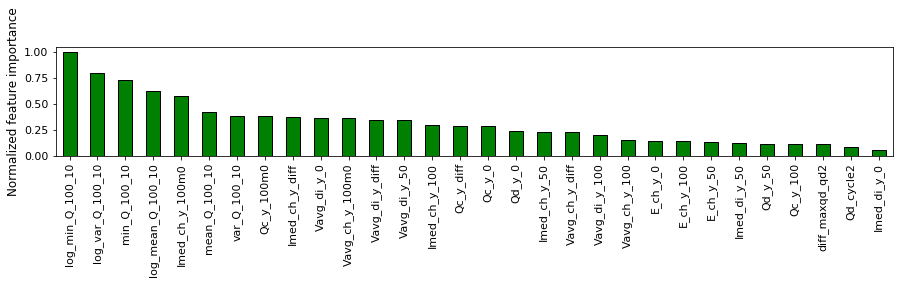 Normalized feature importance
1.00
0.75
0.50
0.25
0.00
log_min_Q_100_10
log_var_Q_100_10
min_Q_100_10
log_mean_Q_100_10
Imed_ch_y_100m0
mean_Q_100_10
var_Q_100_10
Qc_y_100m0
Imed_ch_y_diff
Vavg_di_y_0
Vavg_ch_y_100m0
Vavg_di_y_diff
Vavg_di_y_50
Imed_ch_y_100
Qc_y_diff
Qc_y_0
Qd_y_0
Imed_ch_y_50
Vavg_ch_y_diff
Vavg_di_y_100
Vavg_ch_y_100
E_ch_y_0
E_ch_y_100
E_ch_y_50
Imed_di_y_50
Qd_y_50
Qc_y_100
diff_maxqd_qd2
Qd_cycle2
Imed_di_y_0